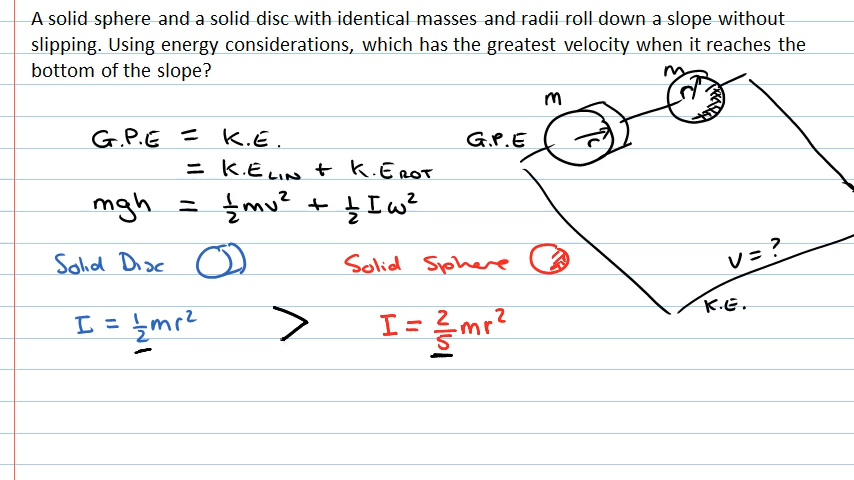 A solid sphere and a solid disc with identical masses and radii roll down a slope without
slipping. Using energy considerations, which has the greatest velocity when it reaches the
bottom of the slope?
m
m
r
r
G.P.E = K.E.
G.P.E
= K.E LIN + K.E ROT
mgh = ½mv² + ½Iω²
Solid Disc
Solid Sphere
v = ?
K.E.
I = ½mr² > I = 2/5 mr²